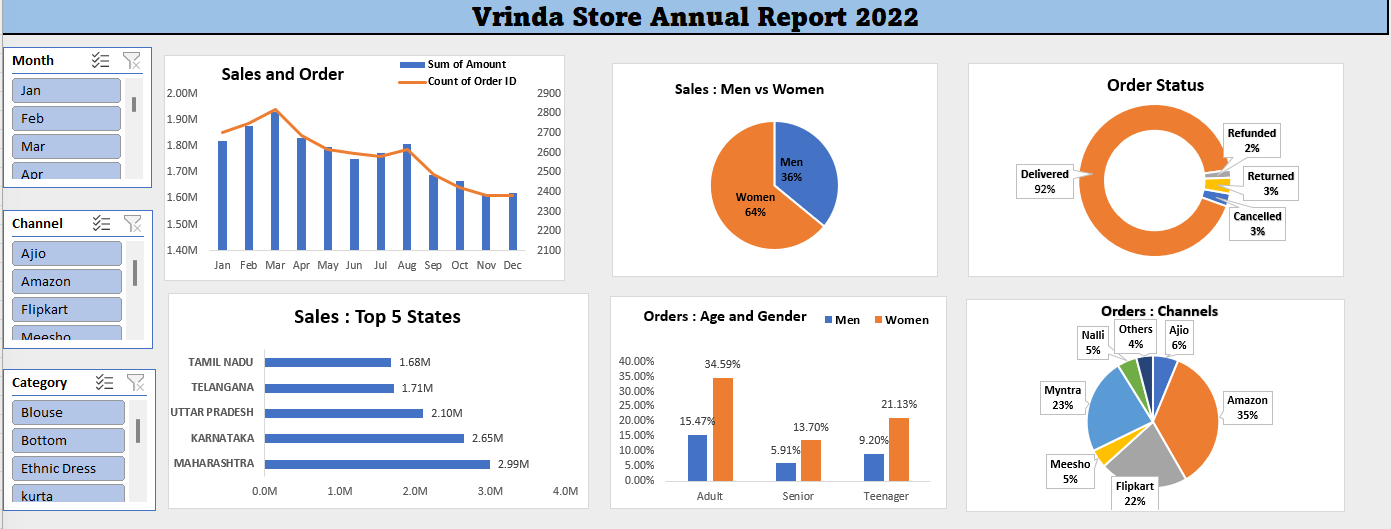 Vrinda Store Annual Report 2022
Month
Jan
Feb
Mar
Apr
Channel
Ajio
Amazon
Flipkart
Meesho
Category
Blouse
Bottom
Ethnic Dress
kurta
Sales and Order
Sum of Amount
Count of Order ID
2.00M
1.90M
1.80M
1.70M
1.60M
1.50M
1.40M
2900
2800
2700
2600
2500
2400
2300
2200
2100
Jan Feb Mar Apr May Jun Jul Aug Sep Oct Nov Dec
Sales : Men vs Women
Men
36%
Women
64%
Order Status
Refunded
2%
Delivered
92%
Returned
3%
Cancelled
3%
Sales : Top 5 States
TAMIL NADU 1.68M
TELANGANA 1.71M
UTTAR PRADESH 2.10M
KARNATAKA 2.65M
MAHARASHTRA 2.99M
0.0M 1.0M 2.0M 3.0M 4.0M
Orders : Age and Gender
Men Women
40.00%
35.00%
30.00%
25.00%
20.00%
15.00%
10.00%
5.00%
0.00%
15.47% 34.59%
5.91% 13.70%
9.20% 21.13%
Adult Senior Teenager
Orders : Channels
Nalli
5%
Others
4%
Ajio
6%
Myntra
23%
Amazon
35%
Meesho
5%
Flipkart
22%